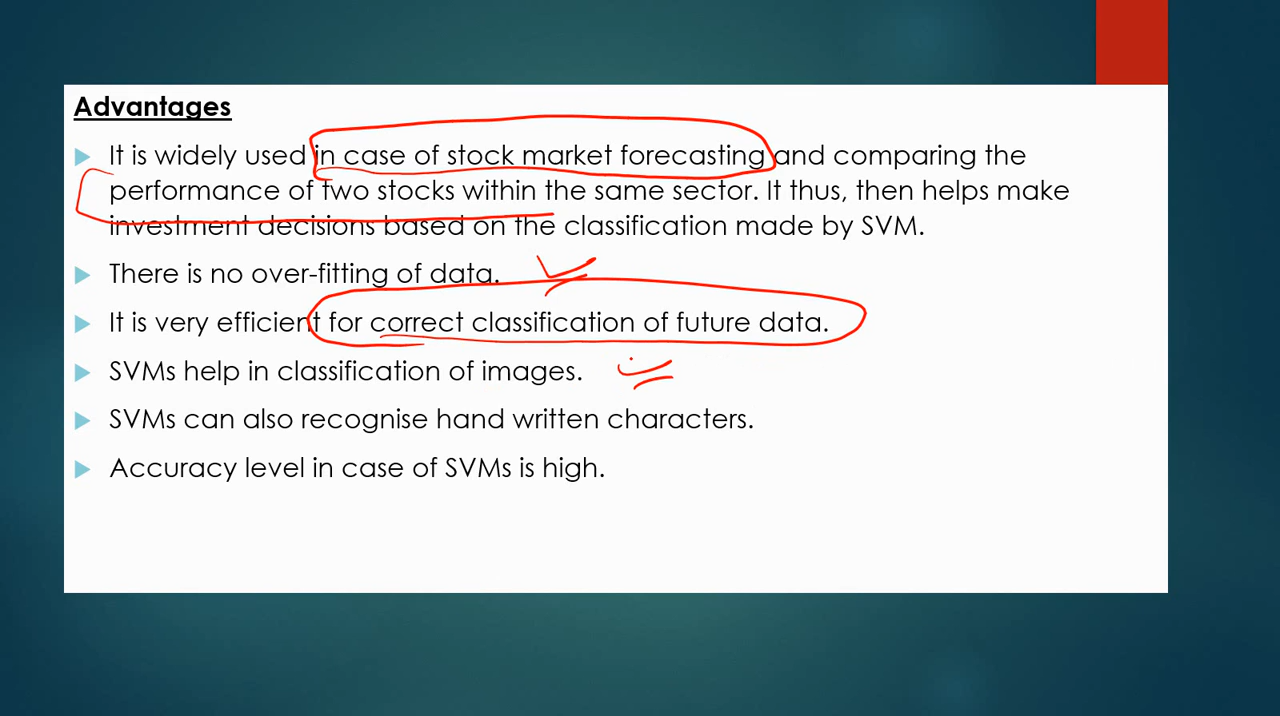 Advantages
It is widely used in case of stock market forecasting and comparing the
performance of two stocks within the same sector. It thus, then helps make
investment decisions based on the classification made by SVM.
There is no over-fitting of data.
It is very efficient for correct classification of future data.
SVMs help in classification of images.
SVMs can also recognise hand written characters.
Accuracy level in case of SVMs is high.